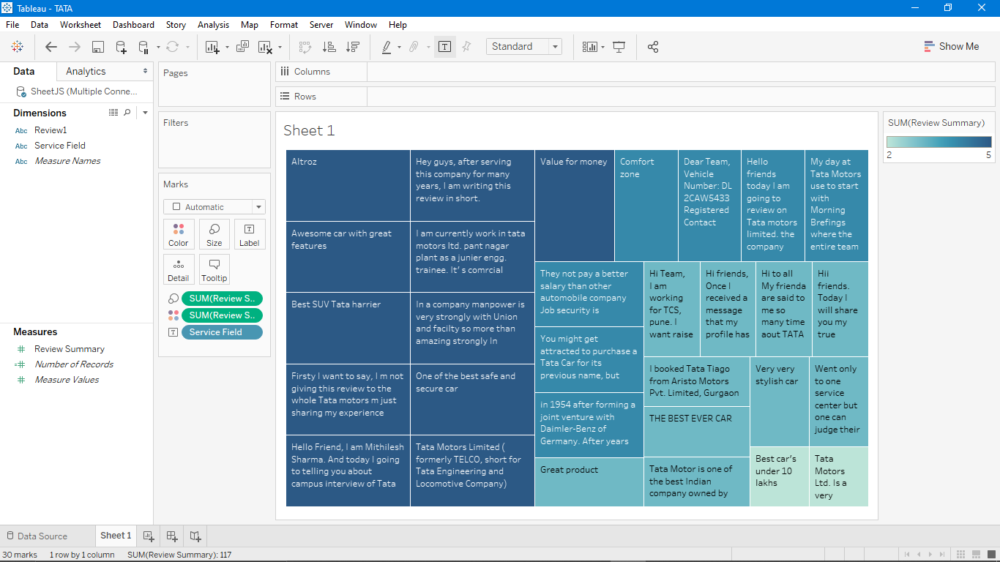 Tableau - TATA
File Data Worksheet Dashboard Story Analysis Map Format Server Window Help
Standard
Show Me
Data
Analytics
SheetJS (Multiple Conne...
Dimensions
Abc Review1
Abc Service Field
Abc Measure Names
Measures
# Review Summary
=# Number of Records
# Measure Values
Pages
Filters
Marks
Automatic
Color Size Label
Detail Tooltip
SUM(Review S..
SUM(Review S..
Service Field
Columns
Rows
Sheet 1
Altroz
Awesome car with great
features
Best SUV Tata harrier
Firsty I want to say, I m not
giving this review to the
whole Tata motors m just
sharing my experience
Hello Friend, I am Mithilesh
Sharma. And today I going
to telling you about
campus interview of Tata
Hey guys, after serving
this company for many
years, I am writing this
review in short.
I am currently work in tata
motors ltd. pant nagar
plant as a junier engg.
trainee. It’ s comrcial
In a company manpower is
very strongly with Union
and facilty so more than
amazing strongly In
One of the best safe and
secure car
Tata Motors Limited (
formerly TELCO, short for
Tata Engineering and
Locomotive Company)
Value for money
Comfort
zone
Dear Team,
Vehicle
Number: DL
2CAW5433
Registered
Contact
Hello
friends
today I am
going to
review on
Tata motors
limited. the
company
My day at
Tata Motors
use to start
with
Morning
Brefings
where the
entire team
They not pay a better
salary than other
automobile company
Job security is
You might get
attracted to purchase a
Tata Car for its
previous name, but
in 1954 after forming a
joint venture with
Daimler-Benz of
Germany. After years
Great product
Hi Team,
I am
working
for TCS,
pune. I
want raise
Hi friends,
Once I
received a
message
that my
profile has
Hi to all
My frienda
are said to
me so
many time
aout TATA
Hii
friends.
Today I
will share
you my
true
I booked Tata Tiago
from Aristo Motors
Pvt. Limited, Gurgaon
THE BEST EVER CAR
Tata Motor is one of
the best Indian
company owned by
Very very
stylish car
Went only
to one
service
center but
one can
judge their
Best car’s
under 10
lakhs
Tata
Motors
Ltd. Is a
very
SUM(Review Summary)
2 5
Data Source
Sheet 1
30 marks 1 row by 1 column SUM(Review Summary): 117